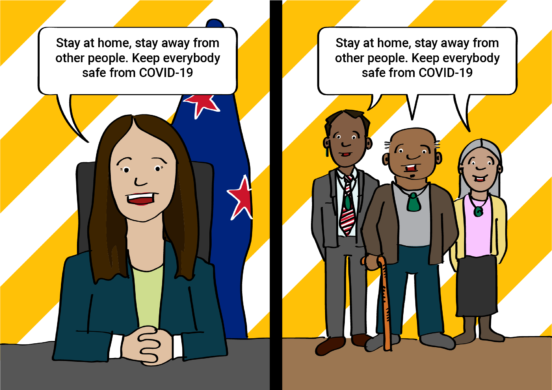 Stay at home, stay away from
other people. Keep everybody
safe from COVID-19
Stay at home, stay away from
other people. Keep everybody
safe from COVID-19